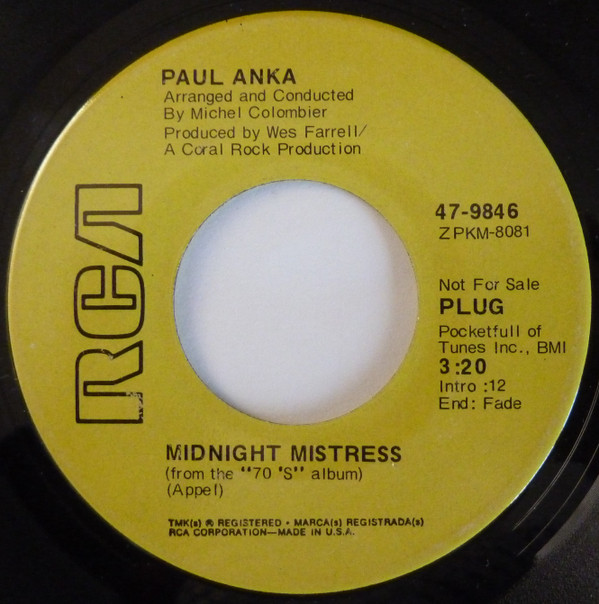 PAUL ANKA
Arranged and Conducted
By Michel Colombier
Produced by Wes Farrell/
A Coral Rock Production
RCA
47-9846
ZPKM-8081
Not For Sale
PLUG
Pocketfull of
Tunes Inc., BMI
3:20
Intro :12
End: Fade
MIDNIGHT MISTRESS
(from the "70 'S" album)
(Appel)
TMK(s) ® REGISTERED • MARCA(s) REGISTRADA(s)
RCA CORPORATION—MADE IN U.S.A.